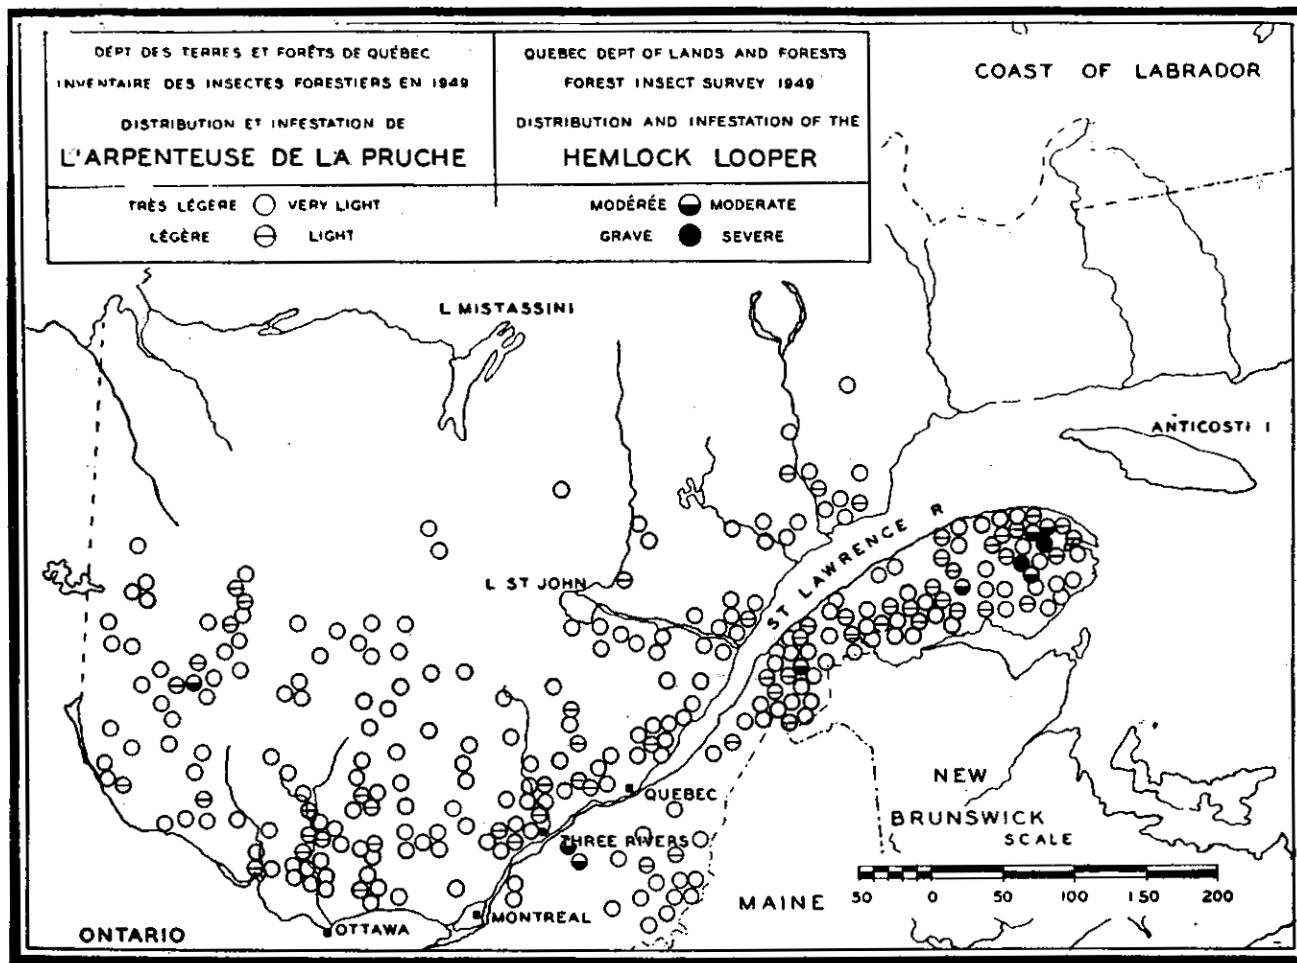 DÉPT DES TERRES ET FORÊTS DE QUÉBEC
INVENTAIRE DES INSECTES FORESTIERS EN 1949
DISTRIBUTION ET INFESTATION DE
L'ARPENTEUSE DE LA PRUCHE
QUEBEC DEPT OF LANDS AND FORESTS
FOREST INSECT SURVEY 1949
DISTRIBUTION AND INFESTATION OF THE
HEMLOCK LOOPER
TRÈS LÉGÈRE VERY LIGHT
LÉGÈRE LIGHT
MODÉRÉE MODERATE
GRAVE SEVERE
COAST OF LABRADOR
L MISTASSINI
ANTICOSTI I
ST LAWRENCE R
L ST JOHN
QUEBEC
THREE RIVERS
MONTRÉAL
OTTAWA
ONTARIO
MAINE
NEW
BRUNSWICK
SCALE
50 0 50 100 150 200